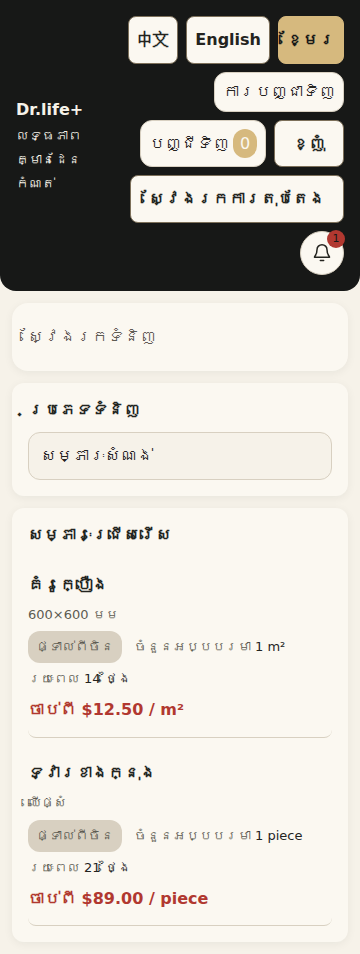 中文 English ខ្មែរ
ការបញ្ជាទិញ
Dr.life+
លទ្ធភាព
គ្មានដែន
កំណត់
បញ្ជីទិញ 0 ខ្ញុំ
ស្វែងរកការតុបតែង
1
ស្វែងរកទំនិញ
ប្រភេទទំនិញ
សម្ភារៈសំណង់
សម្ភារៈជ្រើសរើស
គំរូក្បឿង
600×600 មម
ផ្ទាល់ពីចិន ចំនួនអប្បបរមា 1 m²
រយៈពេល 14 ថ្ងៃ
ចាប់ពី $12.50 / m²
ទ្វារខាងក្នុង
ឈើផ្សំ
ផ្ទាល់ពីចិន ចំនួនអប្បបរមា 1 piece
រយៈពេល 21 ថ្ងៃ
ចាប់ពី $89.00 / piece